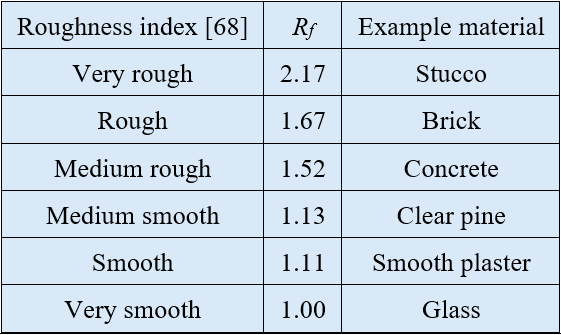 Roughness index [68] Rf Example material
Very rough 2.17 Stucco
Rough 1.67 Brick
Medium rough 1.52 Concrete
Medium smooth 1.13 Clear pine
Smooth 1.11 Smooth plaster
Very smooth 1.00 Glass